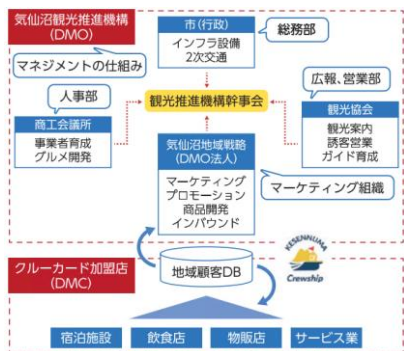 気仙沼観光推進機構
(DMO)
マネジメントの仕組み
市(行政)
インフラ設備
2次交通
総務部
人事部
商工会議所
事業者育成
グルメ開発
観光推進機構幹事会
広報、営業部
観光協会
観光案内
誘客営業
ガイド育成
気仙沼地域戦略
(DMO法人)
マーケティング
プロモーション
商品開発
インバウンド
マーケティング組織
クルーカード加盟店
(DMC)
地域顧客DB
KESENNUMA
Crewship
宿泊施設
飲食店
物販店
サービス業